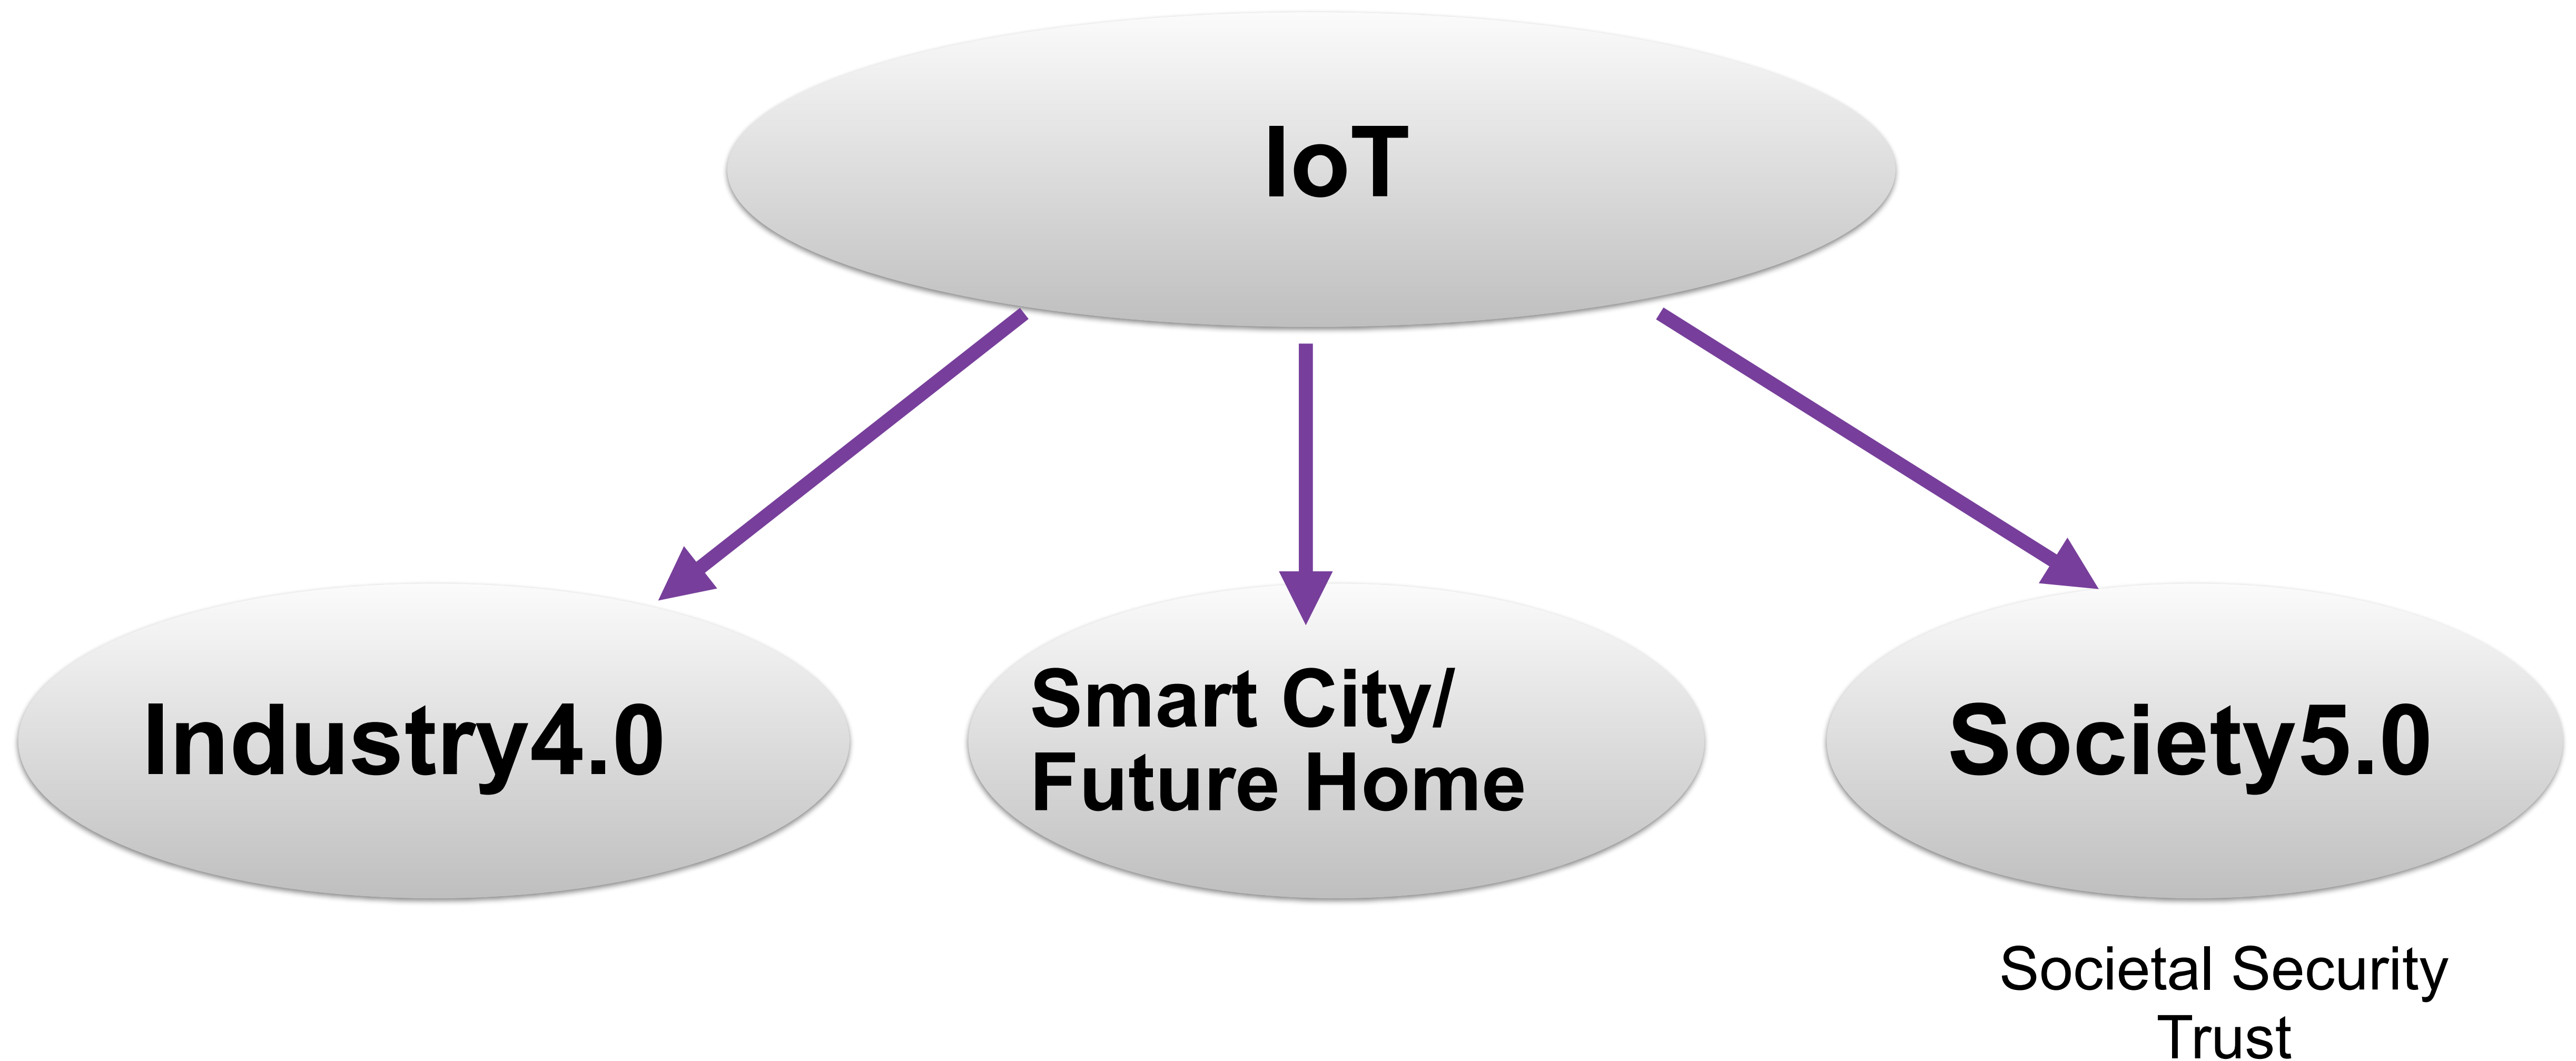 IoT
Industry4.0
Smart City/
Future Home
Society5.0
Societal Security
Trust